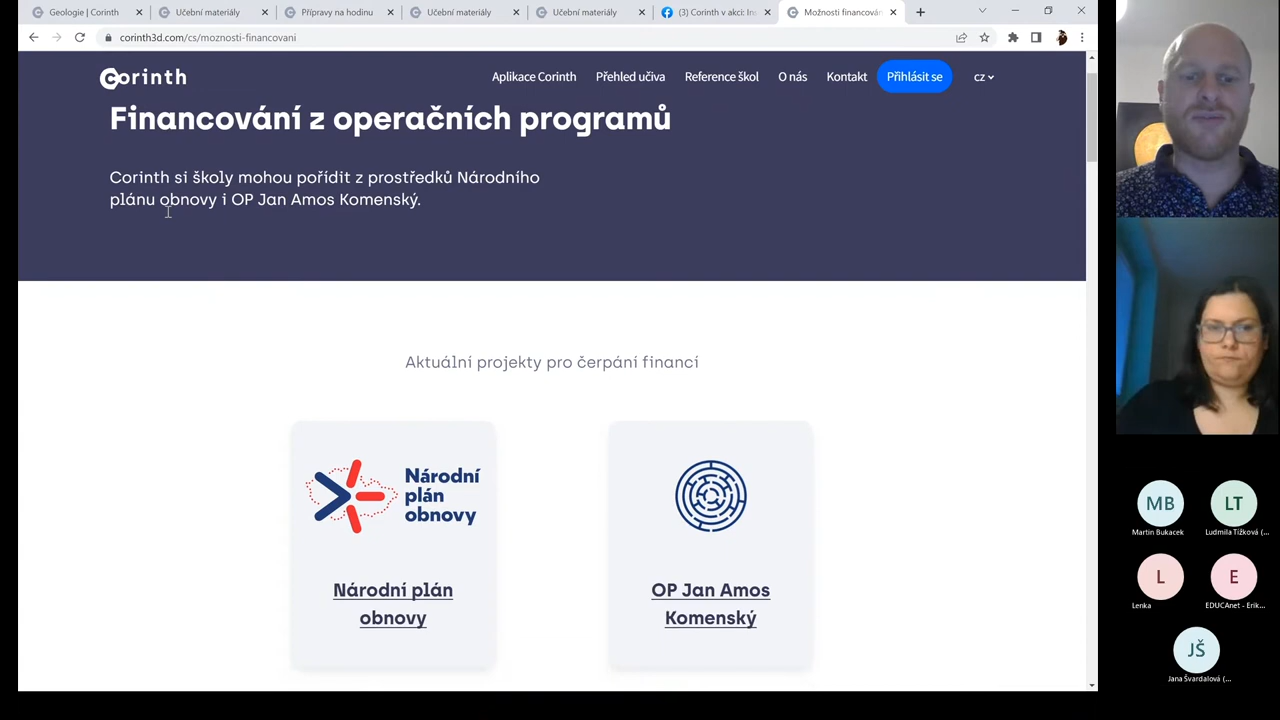 Geologie | Corinth
Učební materiály
Přípravy na hodinu
Učební materiály
Učební materiály
(3) Corinth v akci: In
Možnosti financován
corinth3d.com/cs/moznosti-financovani
Corinth
Aplikace Corinth
Přehled učiva
Reference škol
O nás
Kontakt
Přihlásit se
cz
Financování z operačních programů
Corinth si školy mohou pořídit z prostředků Národního
plánu obnovy i OP Jan Amos Komenský.
Aktuální projekty pro čerpání financí
Národní
plán
obnovy
Národní plán
obnovy
OP Jan Amos
Komenský
MB
Martin Bukacek
LT
Ludmila Tížková (...
L
Lenka
E
EDUCAnet - Erik...
JŠ
Jana Švardalová (...